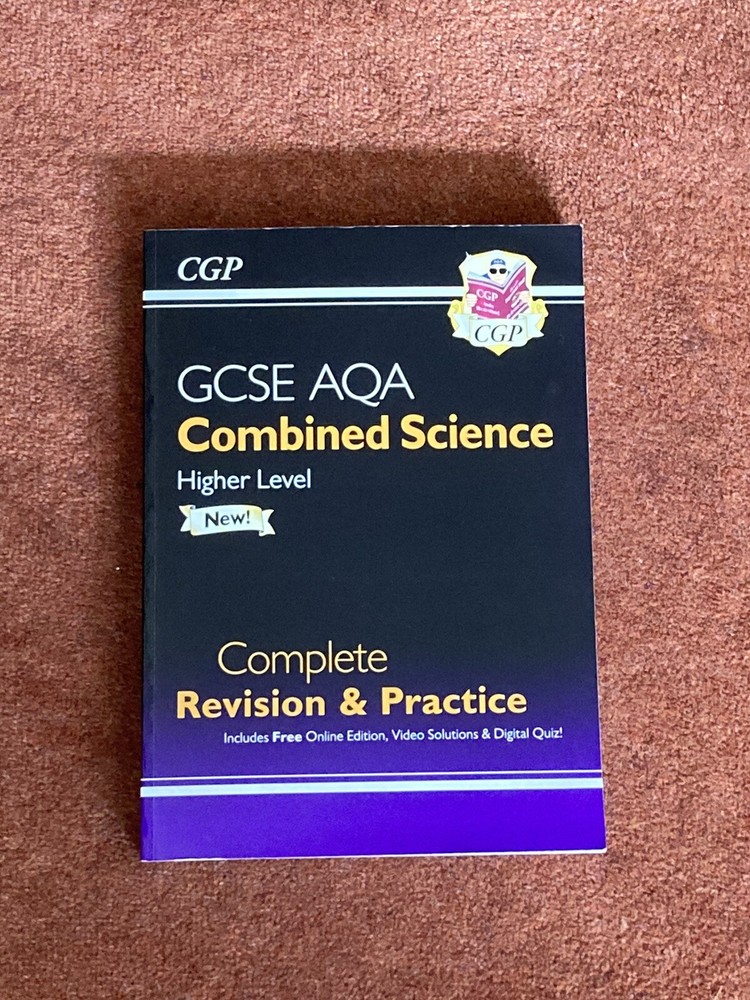 CGP
CGP
CGP
GCSE AQA
Combined Science
Higher Level
New!
Complete
Revision & Practice
Includes Free Online Edition, Video Solutions & Digital Quiz!